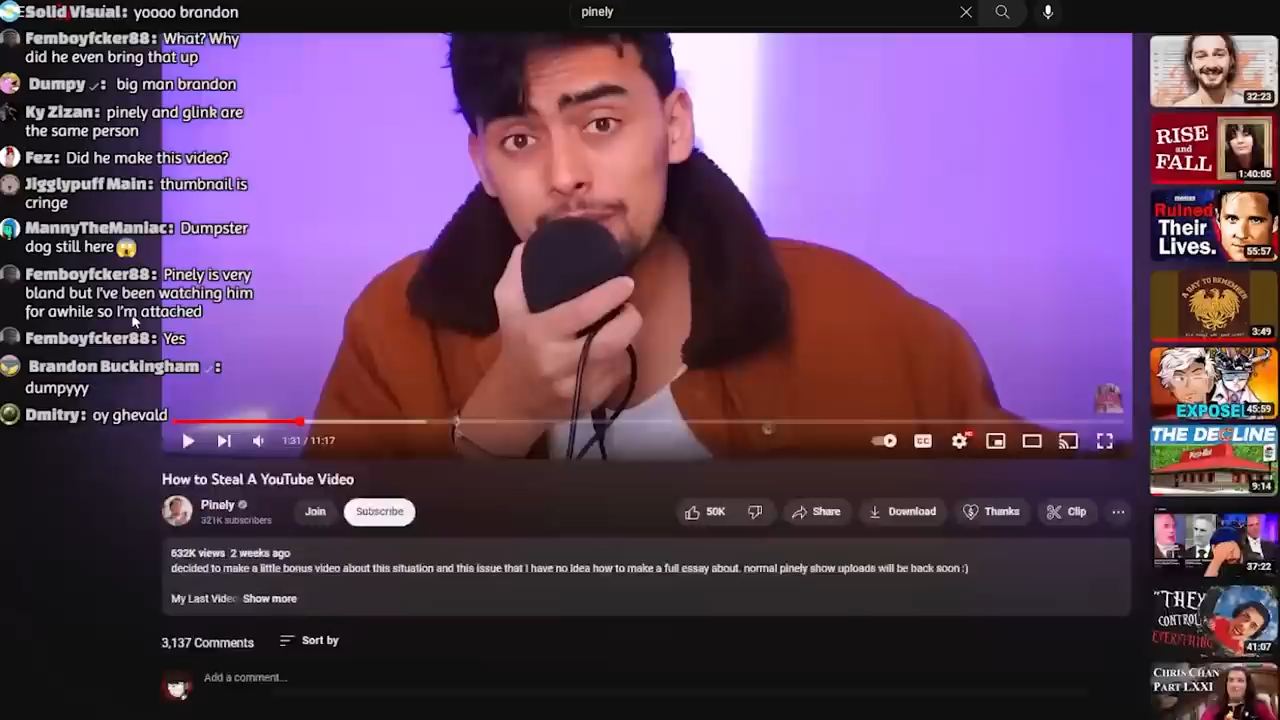 pinely
Solid Visual: yoooo brandon
Femboyfcker88: What? Why
did he even bring that up
Dumpy: big man brandon
Ky Zizan: pinely and glink are
the same person
Fez: Did he make this video?
Jigglypuff Main: thumbnail is
cringe
MannyTheManiac: Dumpster
dog still here 😱
Femboyfcker88: Pinely is very
bland but I've been watching him
for awhile so I'm attached
Femboyfcker88: Yes
Brandon Buckingham :
dumpyyy
Dmitry: oy ghevald
1:31 / 11:17
CC
HD
How to Steal A YouTube Video
Pinely
321K subscribers
Join
Subscribe
50K
Share
Download
Thanks
Clip
632K views 2 weeks ago
decided to make a little bonus video about this situation and this issue that I have no idea how to make a full essay about. normal pinely show uploads will be back soon :)
My Last Video Show more
3,137 Comments
Sort by
Add a comment...
32:23
RISE
and
FALL
1:40:05
Ruined
Their
Lives.
55:57
A DAY TO REMEMBER
3:49
EXPOSE
45:59
THE DECLINE
Pizza Hut
9:14
37:22
"THEY
CONTROL
EVERYTHING
41:07
CHRIS CHAN
PART LXXI